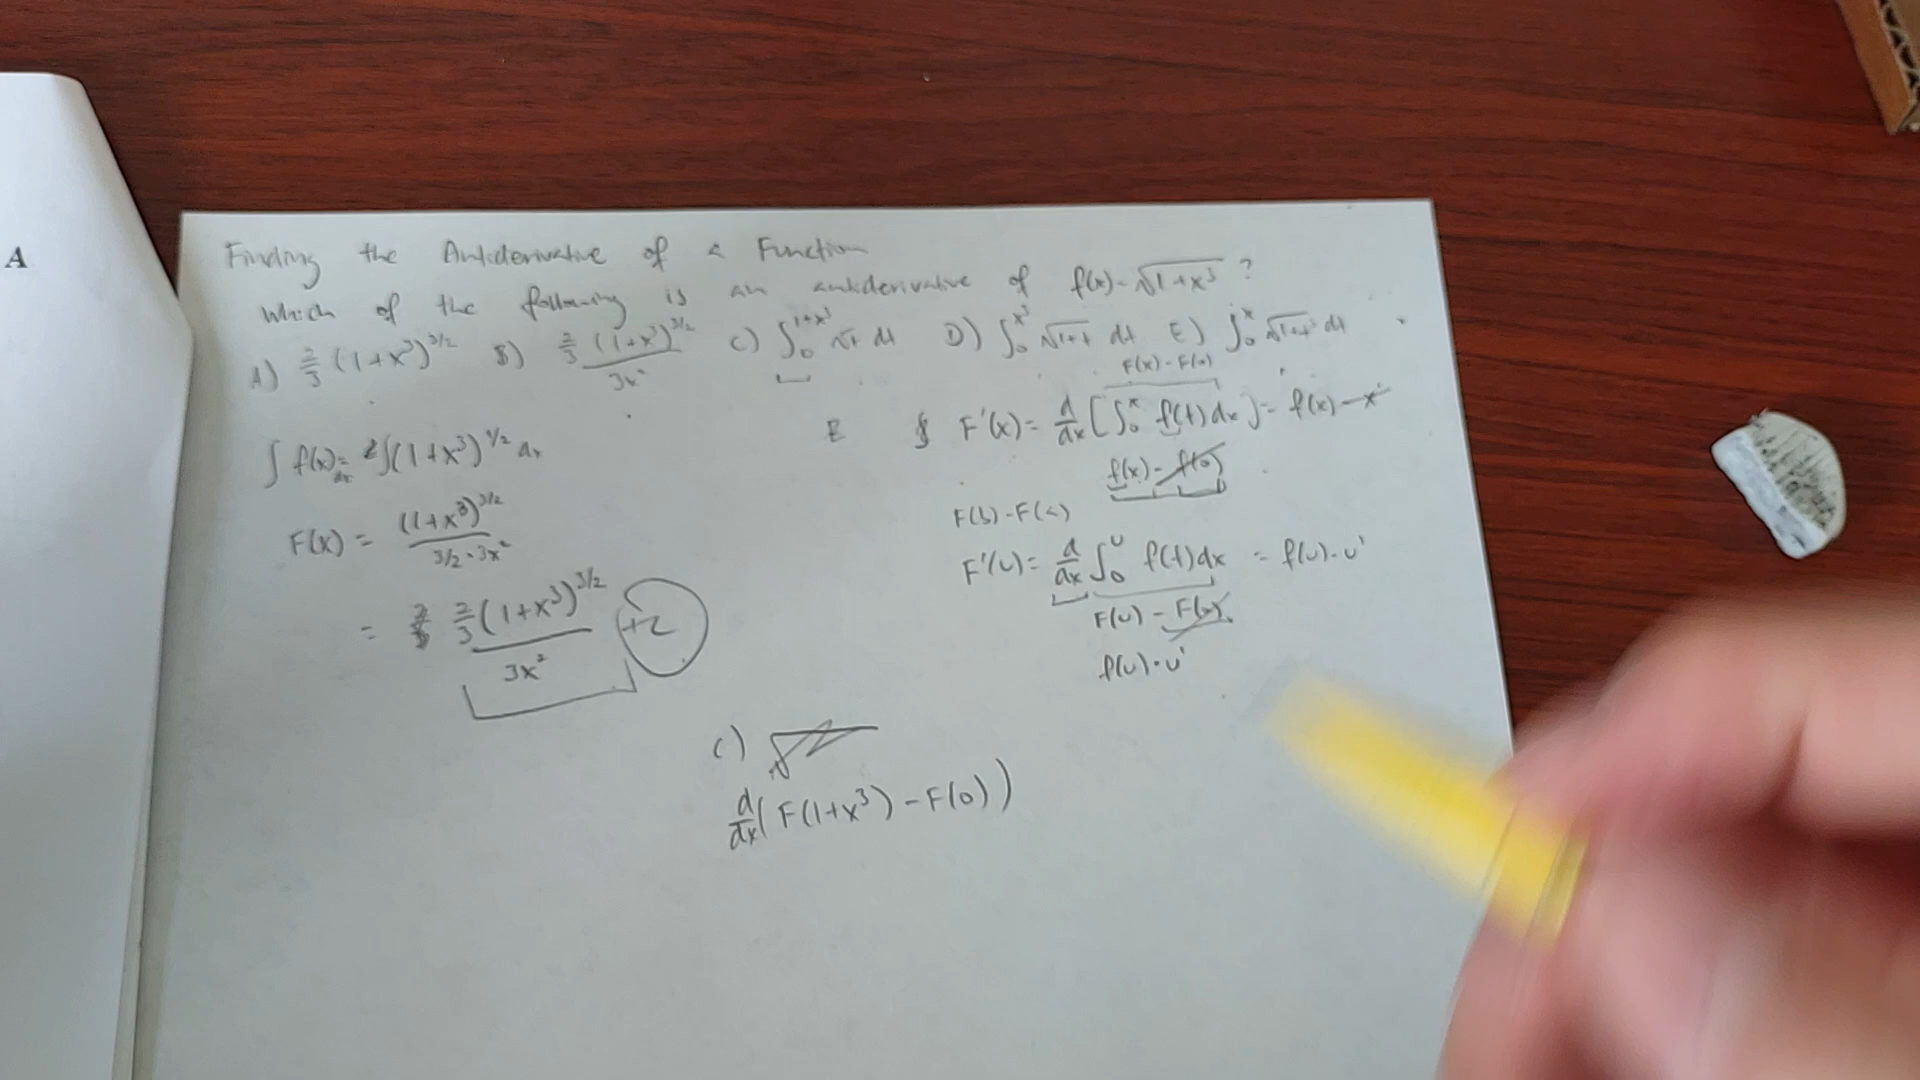 A
Finding the Antiderivative of a Function
Which of the following is an antiderivative of f(x)=√(1+x³) ?
A) 2/3 (1+x³)^3/2 B) 2/3 (1+x³)^3/2 / 3x² C) ∫₀^(1+x³) √t dt D) ∫₀^(x³) √(1+t) dt E) ∫₀^x √(1+t³) dt
∫ f(x) dx = ∫(1+x³)^1/2 dx
F(x) = (1+x³)^3/2 / (3/2 · 3x²)
= 2/3 (1+x³)^3/2 / 3x² +2
E
F(x) - F(0)
F'(x) = d/dx [∫₀^x f(t) dx] = f(x)
f(x) - f(0)
F(b) - F(a)
F'(u) = d/dx ∫₀^u f(t) dx = f(u) · u'
F(u) - F(0)
f(u) · u'
C)
d/dx (F(1+x³) - F(0))